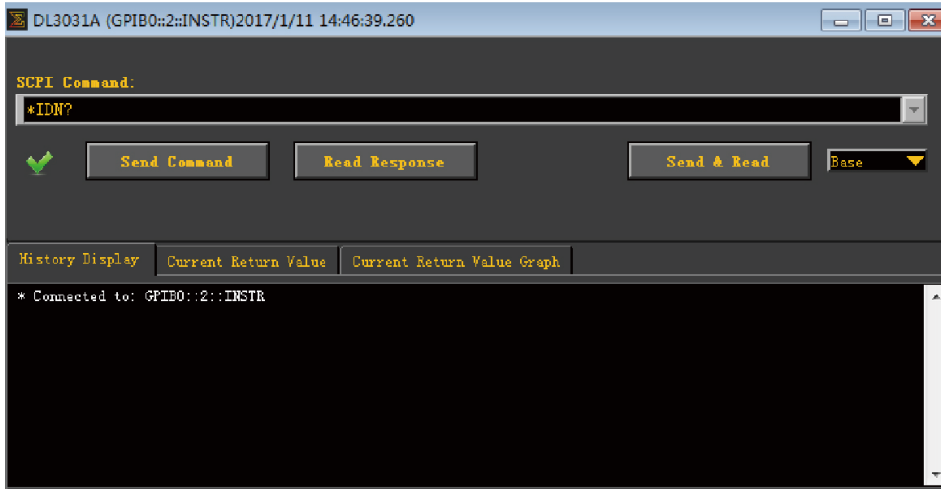 DL3031A (GPIB0::2::INSTR)2017/1/11 14:46:39.260
SCPI Command:
*IDN?
Send Command Read Response Send & Read Base
History Display Current Return Value Current Return Value Graph
* Connected to: GPIB0::2::INSTR